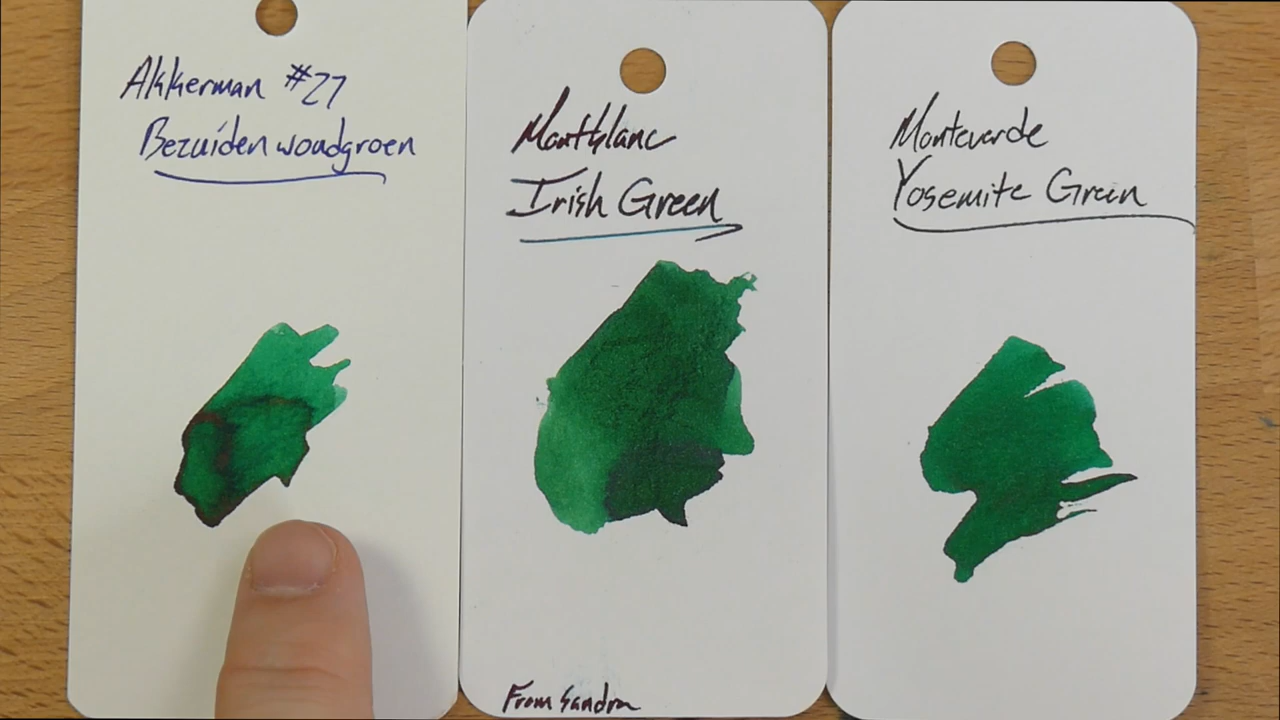 Akkerman #27
Bezuidenwoudgroen
Montblanc
Irish Green
From Sandra
Monteverde
Yosemite Green